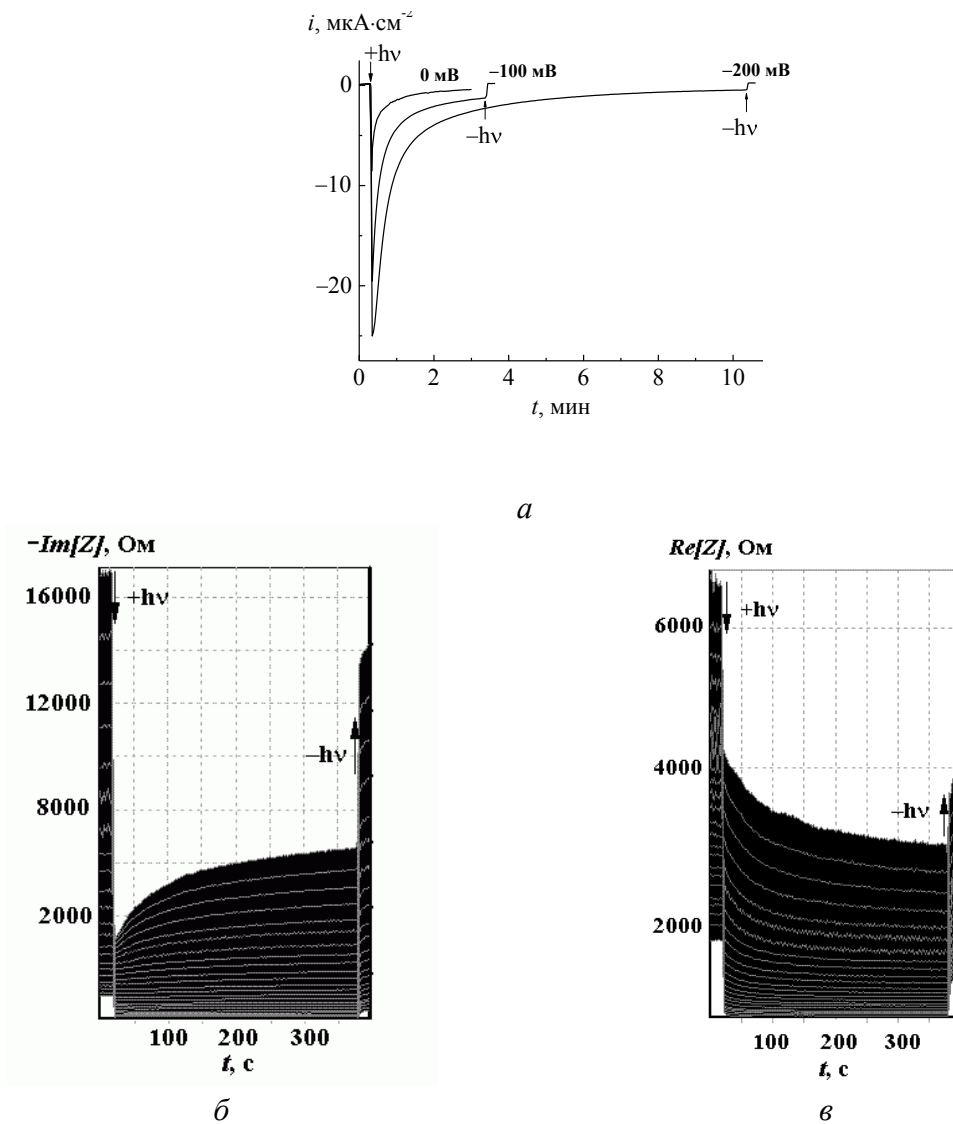 i, мкА·см⁻²
+hν
0 мВ
−100 мВ
−200 мВ
0
−hν
−hν
−10
−20
0 2 4 6 8 10
t, мин
а
−Im[Z], Ом
Re[Z], Ом
16000
+hν
12000
−hν
8000
2000
100 200 300
t, с
6000
+hν
4000
−hν
2000
100 200 300
t, с
б
в